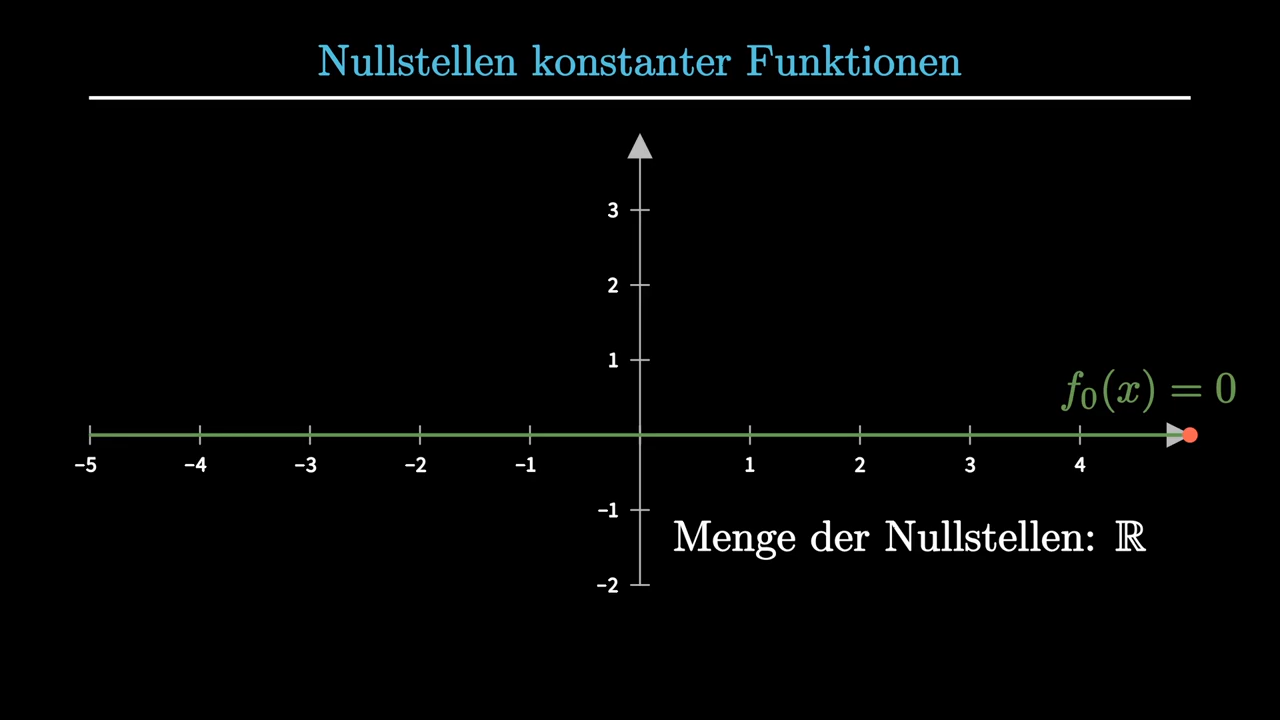 Nullstellen konstanter Funktionen
3
2
1
f₀(x) = 0
-5 -4 -3 -2 -1 1 2 3 4
-1
Menge der Nullstellen: ℝ
-2